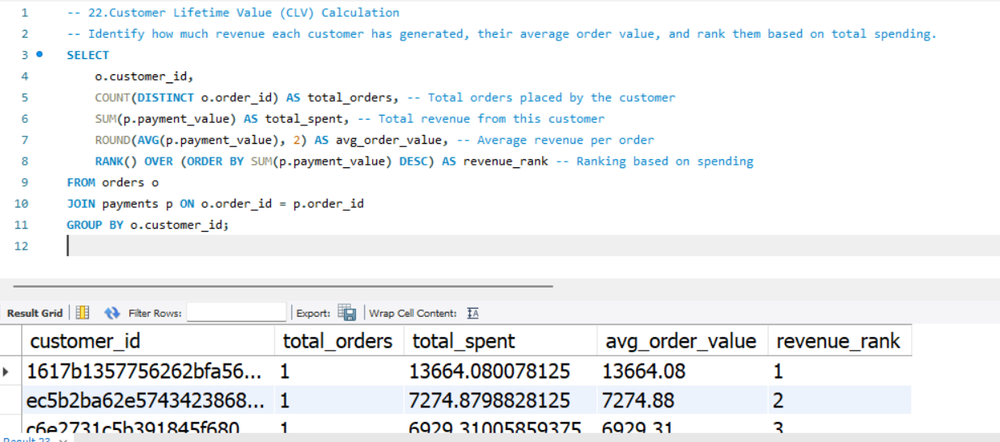 1 -- 22.Customer Lifetime Value (CLV) Calculation
2 -- Identify how much revenue each customer has generated, their average order value, and rank them based on total spending.
3 SELECT
4 o.customer_id,
5 COUNT(DISTINCT o.order_id) AS total_orders, -- Total orders placed by the customer
6 SUM(p.payment_value) AS total_spent, -- Total revenue from this customer
7 ROUND(AVG(p.payment_value), 2) AS avg_order_value, -- Average revenue per order
8 RANK() OVER (ORDER BY SUM(p.payment_value) DESC) AS revenue_rank -- Ranking based on spending
9 FROM orders o
10 JOIN payments p ON o.order_id = p.order_id
11 GROUP BY o.customer_id;
12
Result Grid Filter Rows: Export: Wrap Cell Content: IA
customer_id total_orders total_spent avg_order_value revenue_rank
1617b1357756262bfa56... 1 13664.080078125 13664.08 1
ec5b2ba62e5743423868... 1 7274.8798828125 7274.88 2
c6e2731c5b391845f680 1 6929.31005859375 6929.31 3
Result 23